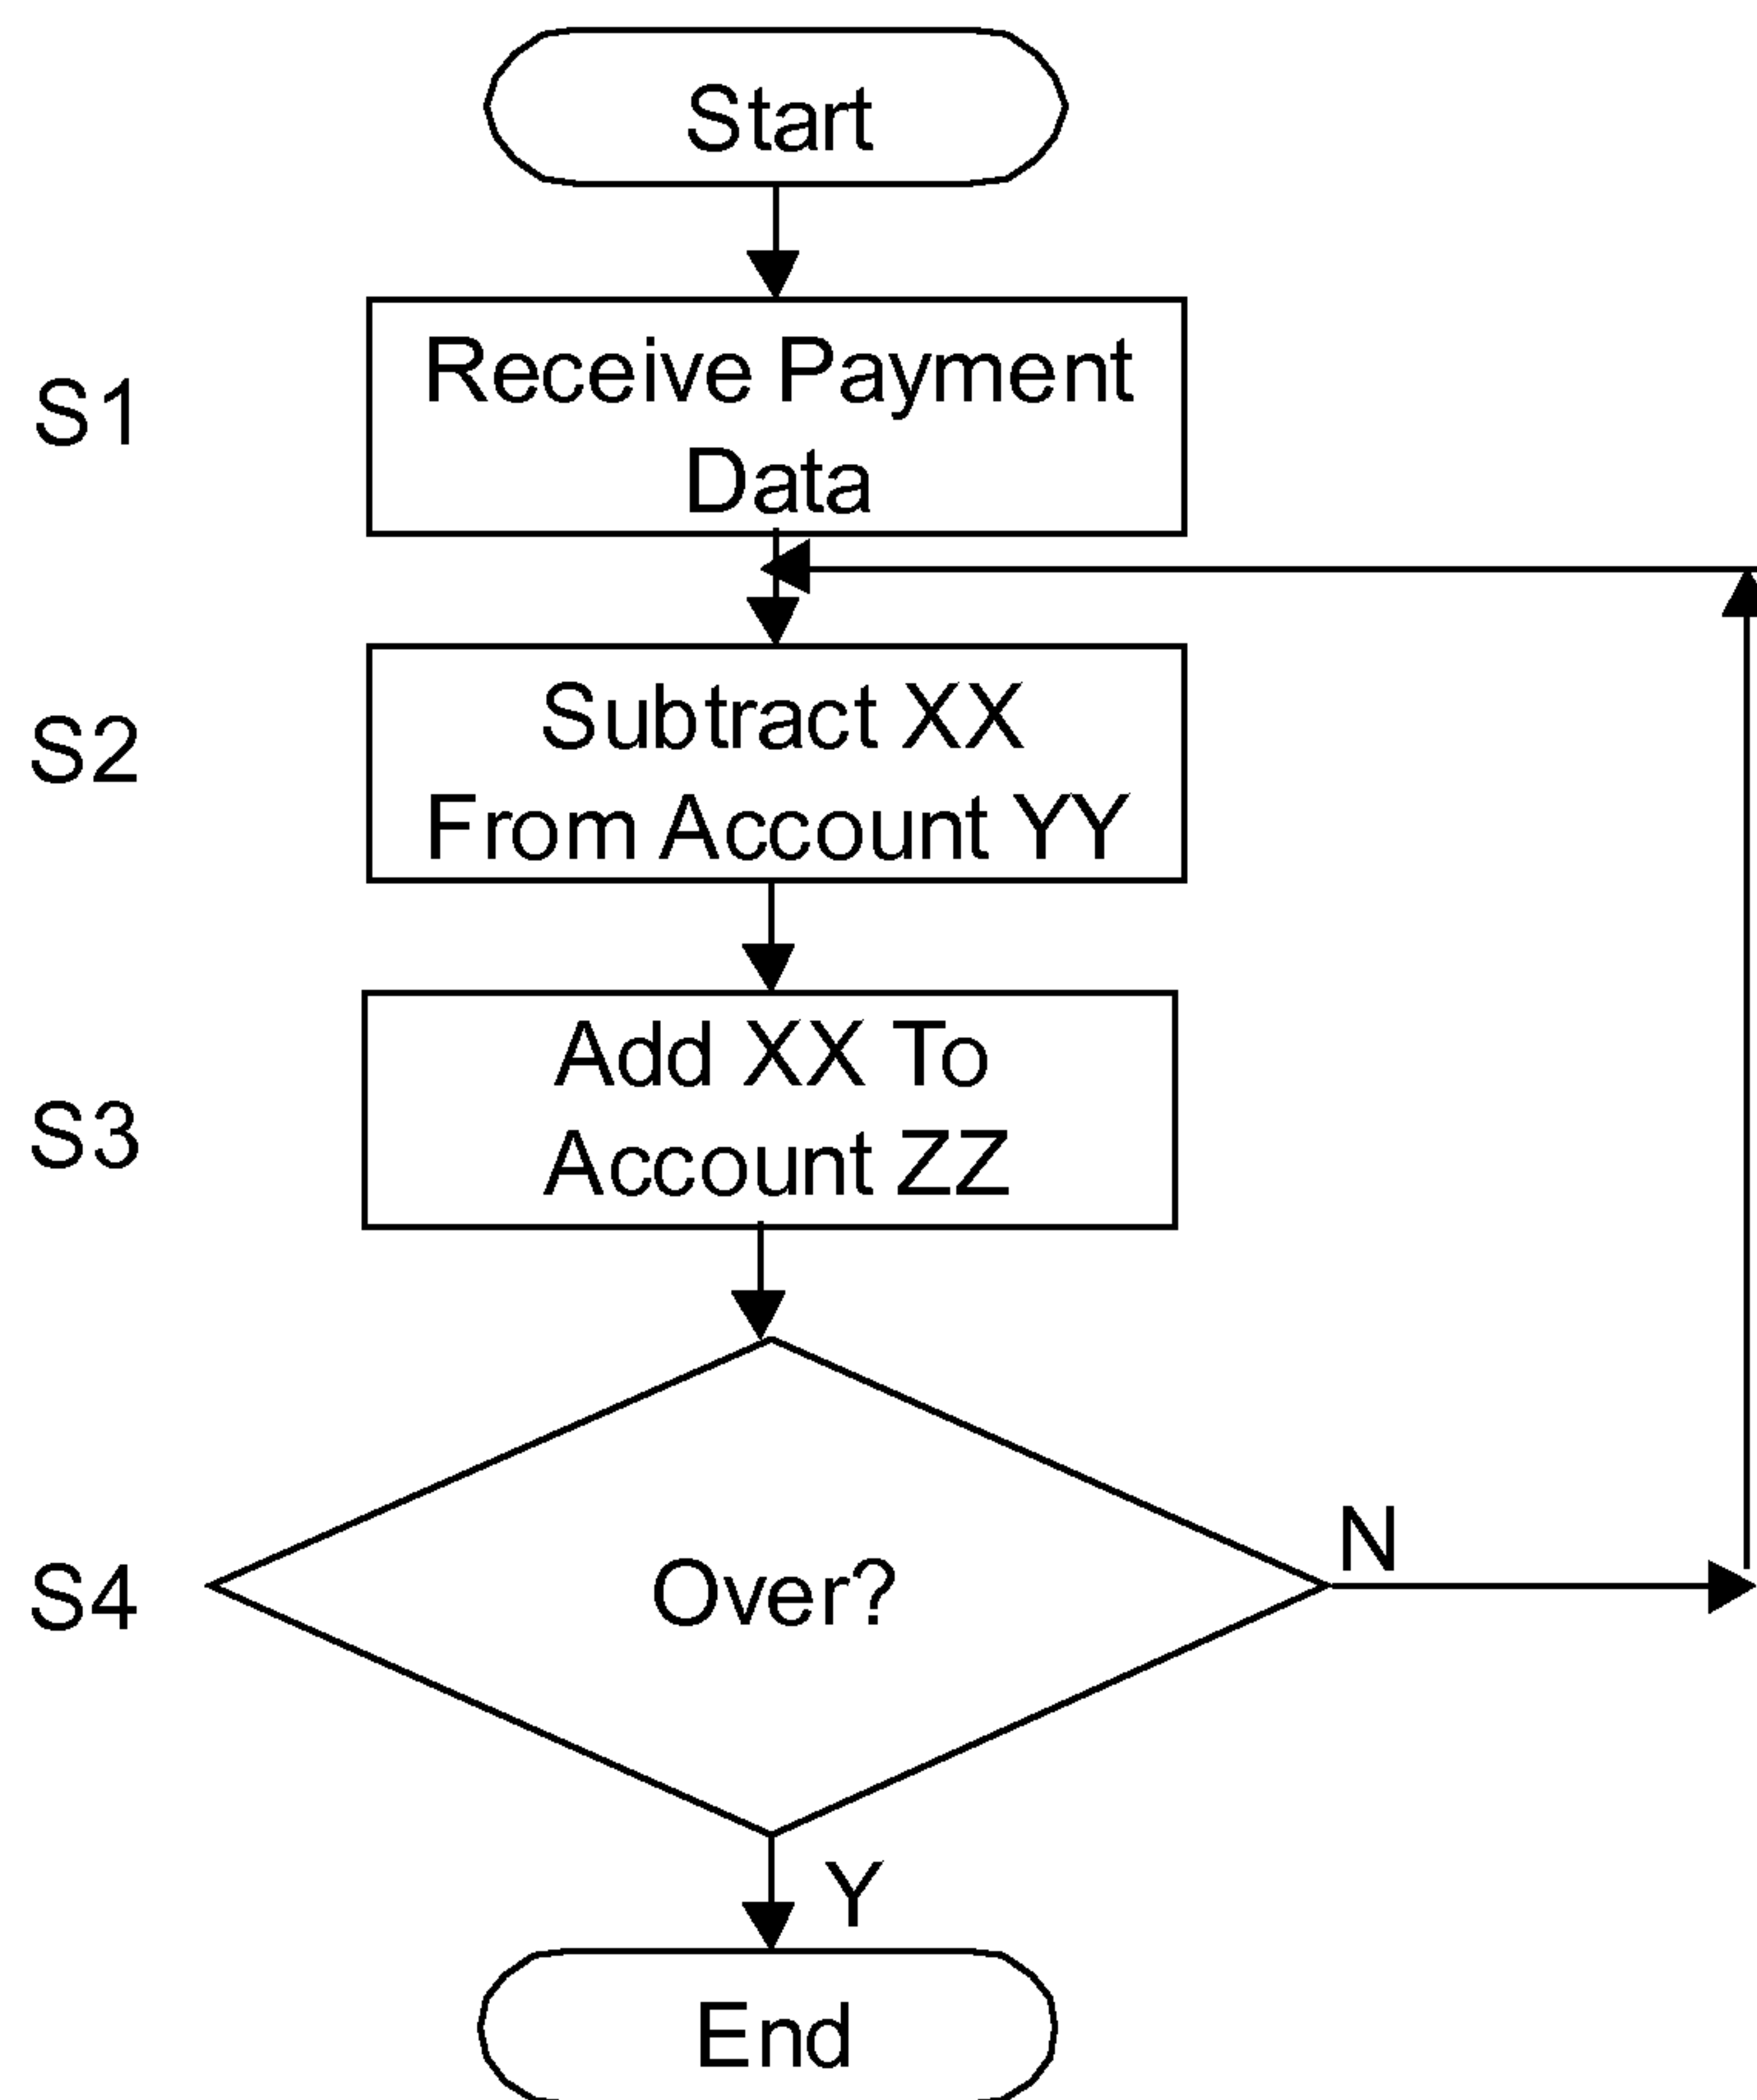 Start
S1
Receive Payment
Data
S2
Subtract XX
From Account YY
S3
Add XX To
Account ZZ
S4
Over?
N
Y
End